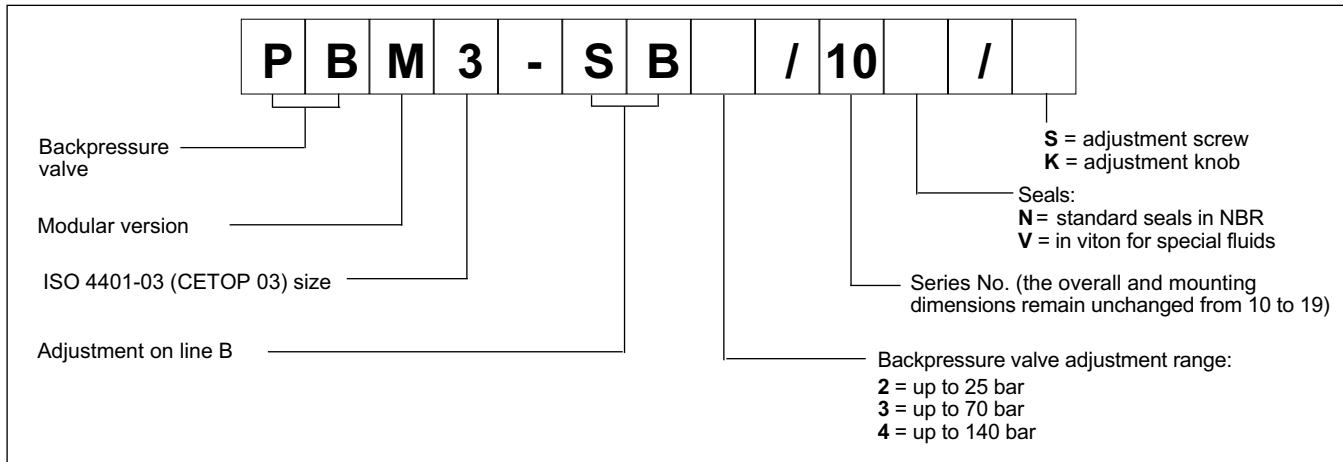 P B M 3 - S B / 10 /
Backpressure
valve
Modular version
ISO 4401-03 (CETOP 03) size
Adjustment on line B
S = adjustment screw
K = adjustment knob
Seals:
N = standard seals in NBR
V = in viton for special fluids
Series No. (the overall and mounting
dimensions remain unchanged from 10 to 19)
Backpressure valve adjustment range:
2 = up to 25 bar
3 = up to 70 bar
4 = up to 140 bar